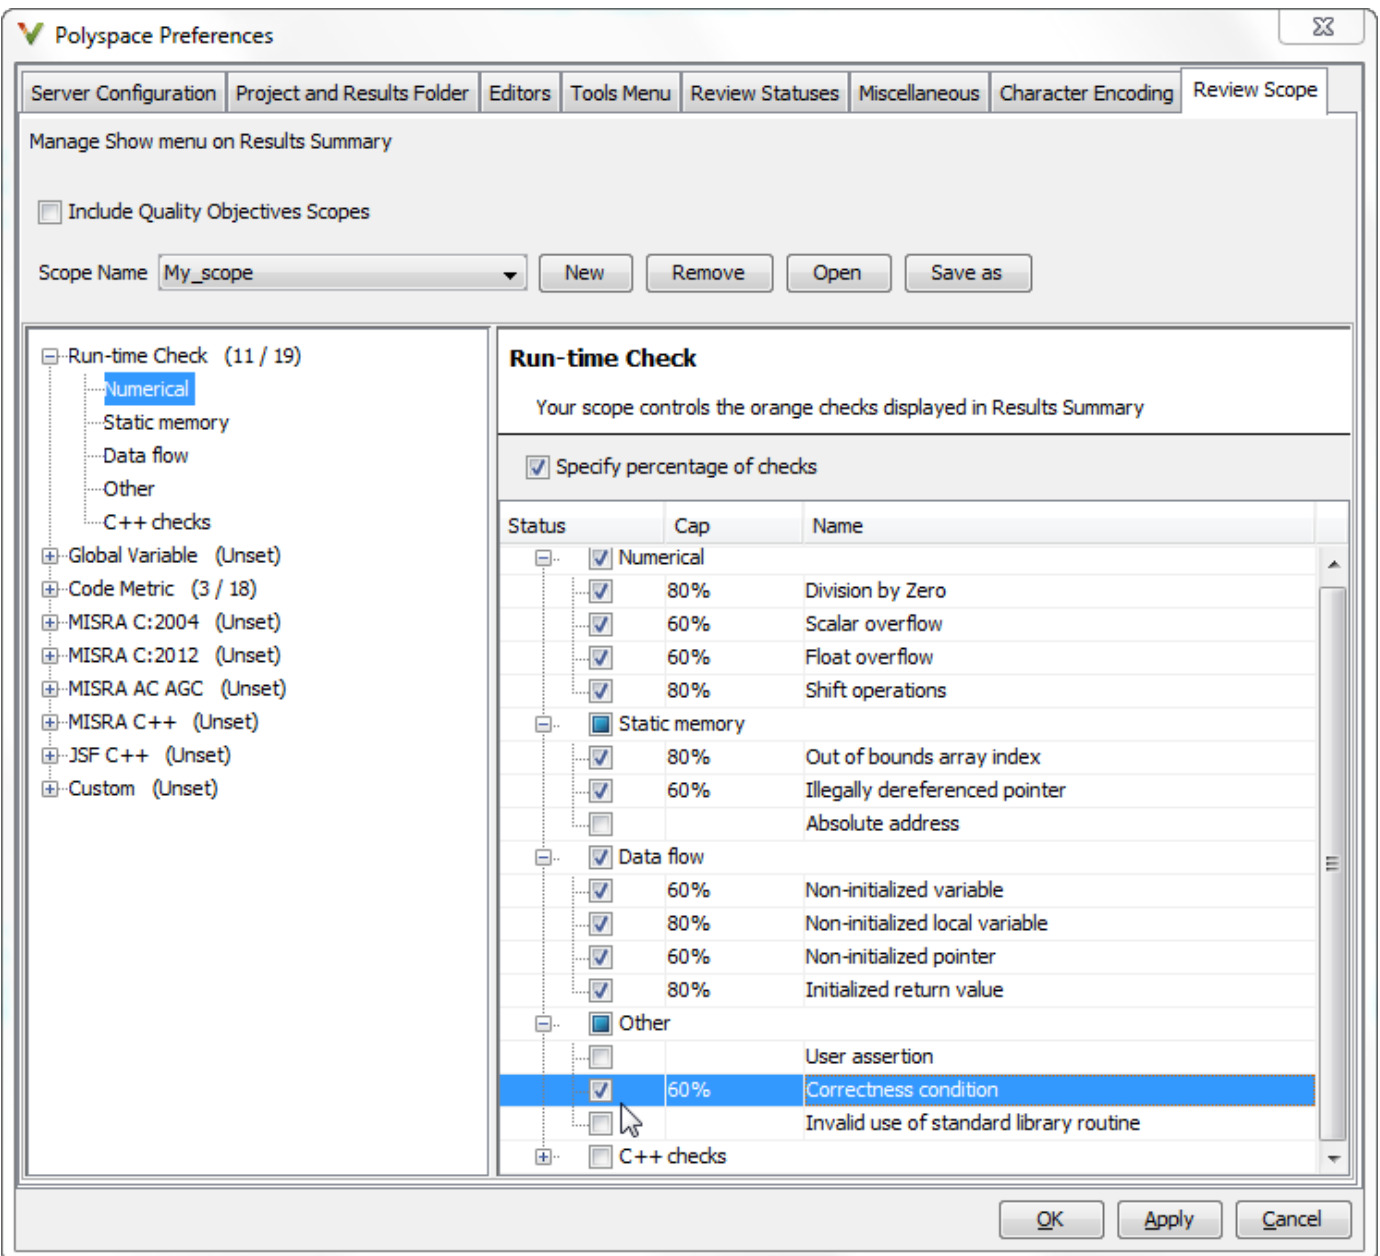 Polyspace Preferences
Server Configuration Project and Results Folder Editors Tools Menu Review Statuses Miscellaneous Character Encoding Review Scope
Manage Show menu on Results Summary
Include Quality Objectives Scopes
Scope Name My_scope New Remove Open Save as
Run-time Check (11 / 19)
Numerical
Static memory
Data flow
Other
C++ checks
Global Variable (Unset)
Code Metric (3 / 18)
MISRA C:2004 (Unset)
MISRA C:2012 (Unset)
MISRA AC AGC (Unset)
MISRA C++ (Unset)
JSF C++ (Unset)
Custom (Unset)
Run-time Check
Your scope controls the orange checks displayed in Results Summary
Specify percentage of checks
Status Cap Name
Numerical
80% Division by Zero
60% Scalar overflow
60% Float overflow
80% Shift operations
Static memory
80% Out of bounds array index
60% Illegally dereferenced pointer
Absolute address
Data flow
60% Non-initialized variable
80% Non-initialized local variable
60% Non-initialized pointer
80% Initialized return value
Other
User assertion
60% Correctness condition
Invalid use of standard library routine
C++ checks
OK Apply Cancel